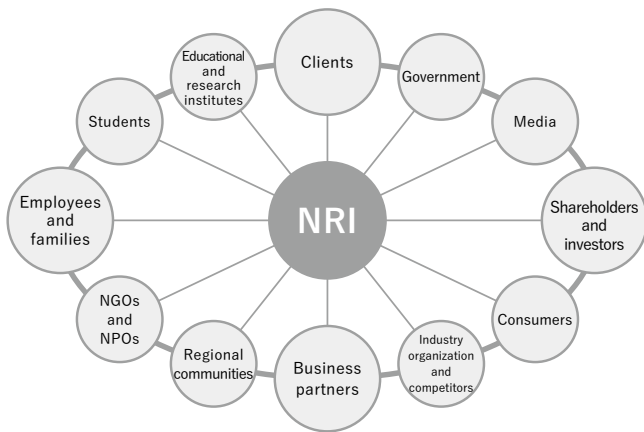 Clients
Educational
and
research
institutes
Government
Students
Media
Employees
and
families
NRI
Shareholders
and
investors
NGOs
and
NPOs
Consumers
Regional
communities
Business
partners
Industry
organization
and
competitors